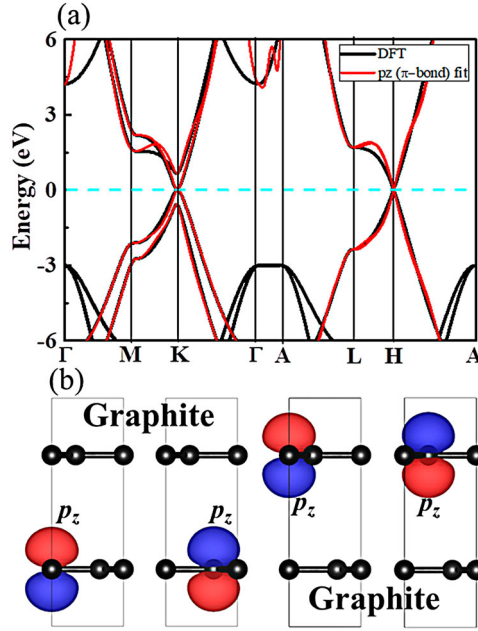 (a)
6
3
0
-3
-6
Energy (eV)
DFT
pz (π-bond) fit
Γ M K Γ A L H A
(b)
Graphite
pz
pz
pz
pz
Graphite